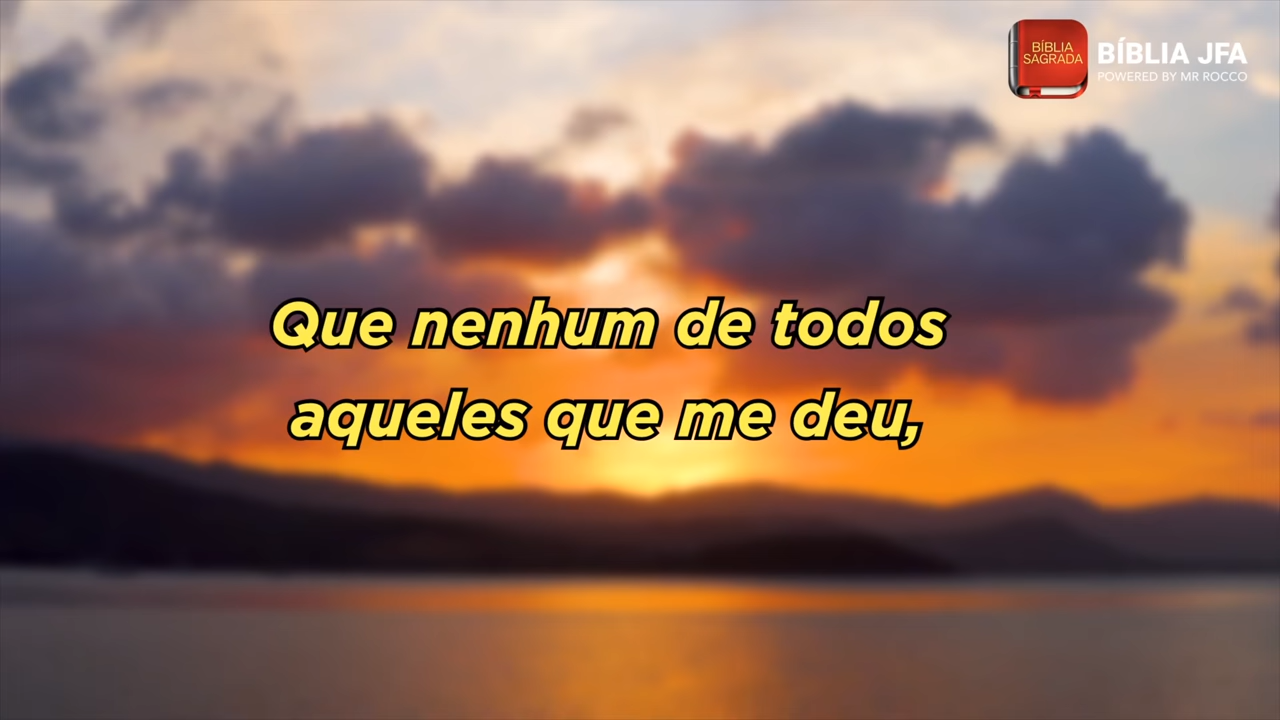 BÍBLIA
SAGRADA
BÍBLIA JFA
POWERED BY MR ROCCO
Que nenhum de todos
aqueles que me deu,